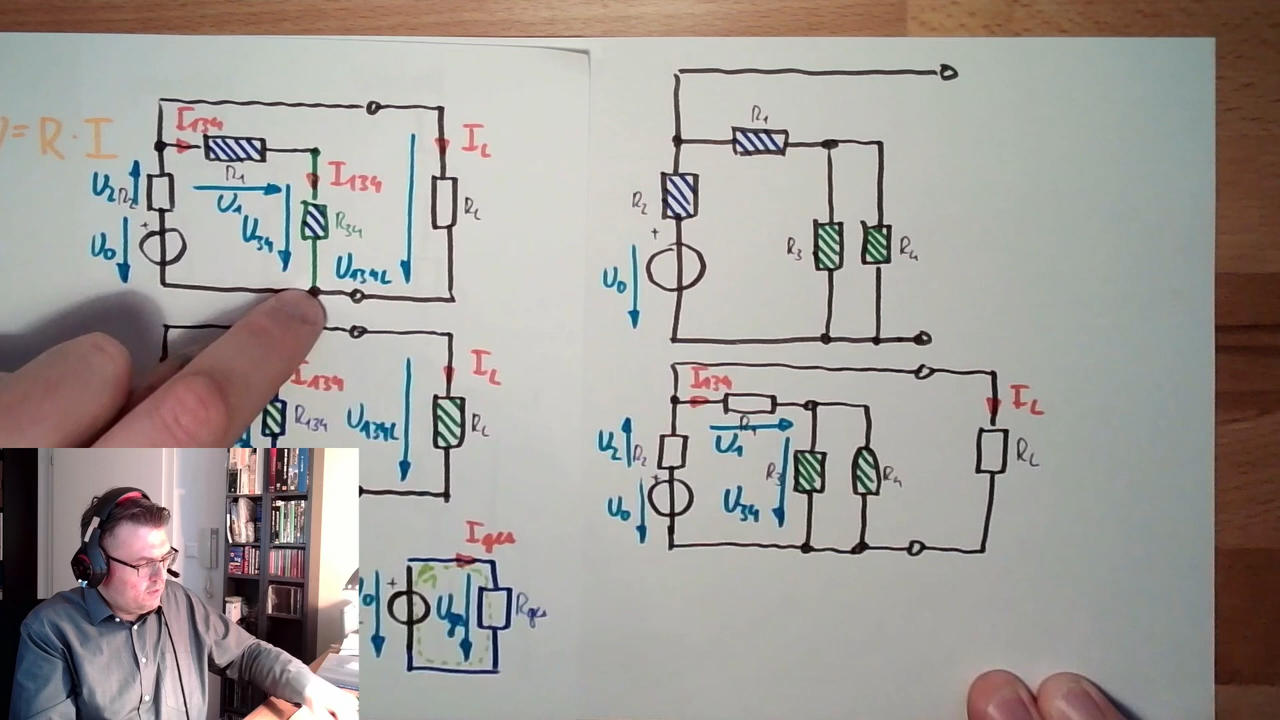 = R · I
I134
R1
U1
I134
U2
R2
+
U0
U34
R34
U134L
IL
RL
I134
R134
U134L
IL
RL
Iges
+
Uges
Rges
R1
R2
+
U0
R3
R4
I134
R1
U1
U2
R2
+
U0
R3
U34
R4
IL
RL